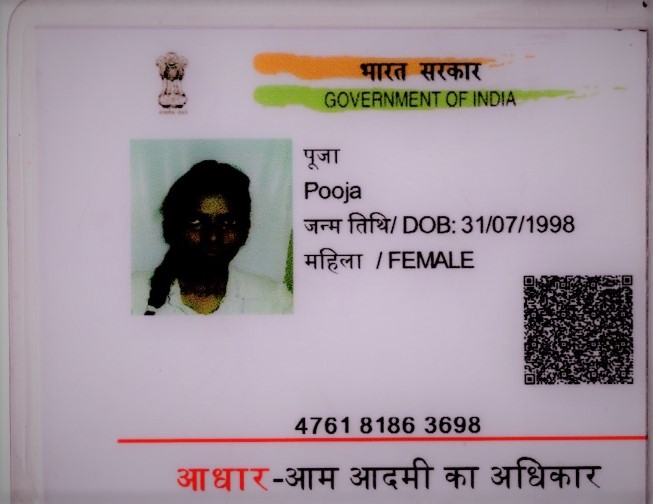 भारत सरकार
GOVERNMENT OF INDIA
पूजा
Pooja
जन्म तिथि/ DOB: 31/07/1998
महिला / FEMALE
4761 8186 3698
आधार-आम आदमी का अधिकार